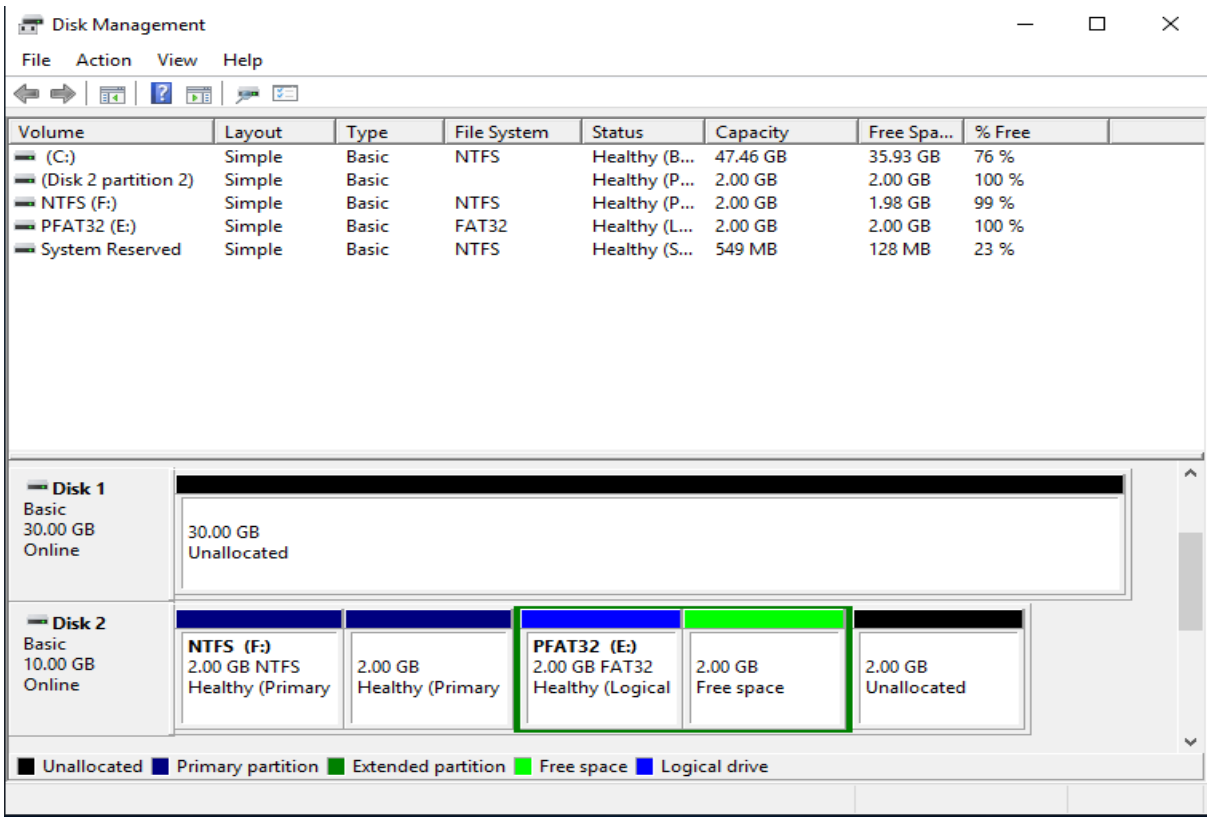 Disk Management
File Action View Help
Volume Layout Type File System Status Capacity Free Spa... % Free
(C:) Simple Basic NTFS Healthy (B... 47.46 GB 35.93 GB 76 %
(Disk 2 partition 2) Simple Basic Healthy (P... 2.00 GB 2.00 GB 100 %
NTFS (F:) Simple Basic NTFS Healthy (P... 2.00 GB 1.98 GB 99 %
PFAT32 (E:) Simple Basic FAT32 Healthy (L... 2.00 GB 2.00 GB 100 %
System Reserved Simple Basic NTFS Healthy (S... 549 MB 128 MB 23 %
Disk 1
Basic
30.00 GB
Online
30.00 GB
Unallocated
Disk 2
Basic
10.00 GB
Online
NTFS (F:)
2.00 GB NTFS
Healthy (Primary
2.00 GB
Healthy (Primary
PFAT32 (E:)
2.00 GB FAT32
Healthy (Logical
2.00 GB
Free space
2.00 GB
Unallocated
Unallocated Primary partition Extended partition Free space Logical drive